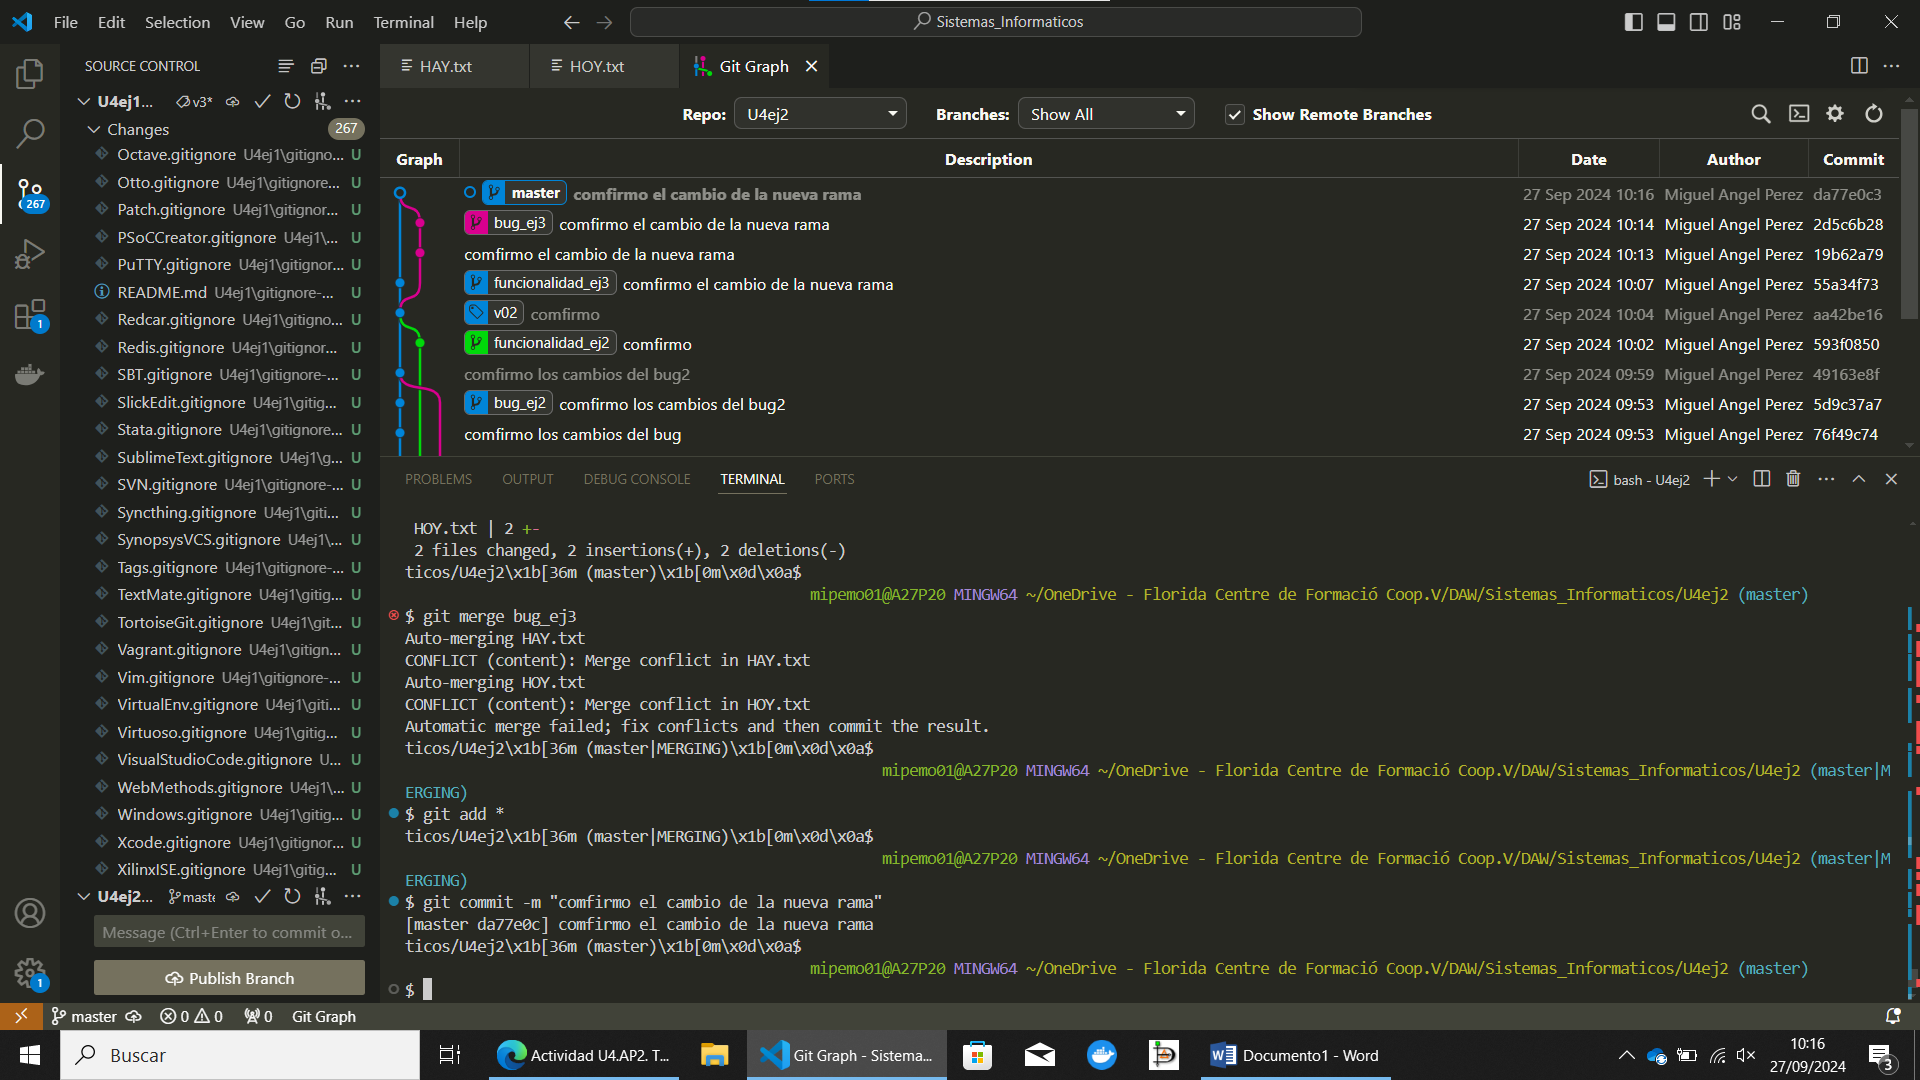 File Edit Selection View Go Run Terminal Help
Sistemas_Informaticos
SOURCE CONTROL
HAY.txt
HOY.txt
Git Graph
U4ej1... v3*
Changes 267
Octave.gitignore U4ej1\gitigno... U
Otto.gitignore U4ej1\gitignore... U
Patch.gitignore U4ej1\gitignor... U
PSoCCreator.gitignore U4ej1\... U
PuTTY.gitignore U4ej1\gitignor... U
README.md U4ej1\gitignore-... U
Redcar.gitignore U4ej1\gitigno... U
Redis.gitignore U4ej1\gitignor... U
SBT.gitignore U4ej1\gitignore-... U
SlickEdit.gitignore U4ej1\gitig... U
Stata.gitignore U4ej1\gitignore... U
SublimeText.gitignore U4ej1\g... U
SVN.gitignore U4ej1\gitignore-... U
Syncthing.gitignore U4ej1\giti... U
SynopsysVCS.gitignore U4ej1\... U
Tags.gitignore U4ej1\gitignore-... U
TextMate.gitignore U4ej1\gitig... U
TortoiseGit.gitignore U4ej1\git... U
Vagrant.gitignore U4ej1\gitign... U
Vim.gitignore U4ej1\gitignore-... U
VirtualEnv.gitignore U4ej1\giti... U
Virtuoso.gitignore U4ej1\gitig... U
VisualStudioCode.gitignore U... U
WebMethods.gitignore U4ej1\... U
Windows.gitignore U4ej1\gitig... U
Xcode.gitignore U4ej1\gitignor... U
XilinxISE.gitignore U4ej1\gitig... U
U4ej2... maste
Message (Ctrl+Enter to commit o...
Publish Branch
267
1
1
Repo: U4ej2 Branches: Show All Show Remote Branches
Graph Description Date Author Commit
master comfirmo el cambio de la nueva rama 27 Sep 2024 10:16 Miguel Angel Perez da77e0c3
bug_ej3 comfirmo el cambio de la nueva rama 27 Sep 2024 10:14 Miguel Angel Perez 2d5c6b28
comfirmo el cambio de la nueva rama 27 Sep 2024 10:13 Miguel Angel Perez 19b62a79
funcionalidad_ej3 comfirmo el cambio de la nueva rama 27 Sep 2024 10:07 Miguel Angel Perez 55a34f73
v02 comfirmo 27 Sep 2024 10:04 Miguel Angel Perez aa42be16
funcionalidad_ej2 comfirmo 27 Sep 2024 10:02 Miguel Angel Perez 593f0850
comfirmo los cambios del bug2 27 Sep 2024 09:59 Miguel Angel Perez 49163e8f
bug_ej2 comfirmo los cambios del bug2 27 Sep 2024 09:53 Miguel Angel Perez 5d9c37a7
comfirmo los cambios del bug 27 Sep 2024 09:53 Miguel Angel Perez 76f49c74
PROBLEMS OUTPUT DEBUG CONSOLE TERMINAL PORTS bash - U4ej2
HOY.txt | 2 +-
2 files changed, 2 insertions(+), 2 deletions(-)
ticos/U4ej2\x1b[36m (master)\x1b[0m\x0d\x0a$
mipemo01@A27P20 MINGW64 ~/OneDrive - Florida Centre de Formació Coop.V/DAW/Sistemas_Informaticos/U4ej2 (master)
$ git merge bug_ej3
Auto-merging HAY.txt
CONFLICT (content): Merge conflict in HAY.txt
Auto-merging HOY.txt
CONFLICT (content): Merge conflict in HOY.txt
Automatic merge failed; fix conflicts and then commit the result.
ticos/U4ej2\x1b[36m (master|MERGING)\x1b[0m\x0d\x0a$
mipemo01@A27P20 MINGW64 ~/OneDrive - Florida Centre de Formació Coop.V/DAW/Sistemas_Informaticos/U4ej2 (master|M
ERGING)
$ git add *
ticos/U4ej2\x1b[36m (master|MERGING)\x1b[0m\x0d\x0a$
mipemo01@A27P20 MINGW64 ~/OneDrive - Florida Centre de Formació Coop.V/DAW/Sistemas_Informaticos/U4ej2 (master|M
ERGING)
$ git commit -m "comfirmo el cambio de la nueva rama"
[master da77e0c] comfirmo el cambio de la nueva rama
ticos/U4ej2\x1b[36m (master)\x1b[0m\x0d\x0a$
mipemo01@A27P20 MINGW64 ~/OneDrive - Florida Centre de Formació Coop.V/DAW/Sistemas_Informaticos/U4ej2 (master)
$
master 0 0 0 Git Graph
Buscar
Actividad U4.AP2. T...
Git Graph - Sistema...
Documento1 - Word
10:16
27/09/2024
3